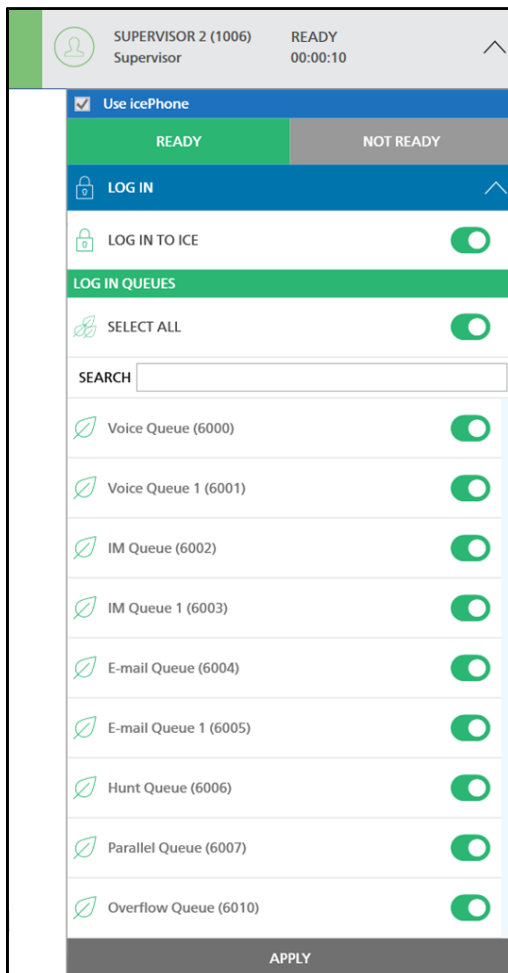 SUPERVISOR 2 (1006) READY
Supervisor 00:00:10
Use icePhone
READY NOT READY
LOG IN
LOG IN TO ICE
LOG IN QUEUES
SELECT ALL
SEARCH
Voice Queue (6000)
Voice Queue 1 (6001)
IM Queue (6002)
IM Queue 1 (6003)
E-mail Queue (6004)
E-mail Queue 1 (6005)
Hunt Queue (6006)
Parallel Queue (6007)
Overflow Queue (6010)
APPLY